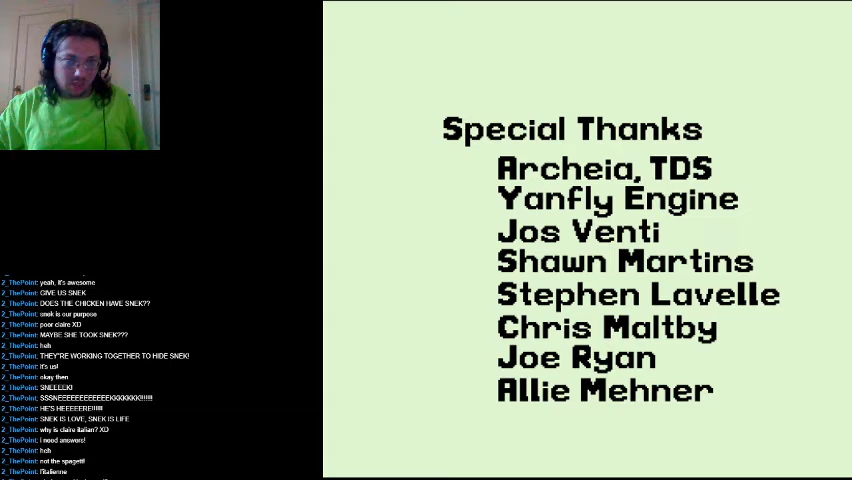 2_ThePoint: yeah, it's awesome
2_ThePoint: GIVE US SNEK
2_ThePoint: DOES THE CHICKEN HAVE SNEK??
2_ThePoint: snek is our purpose
2_ThePoint: poor claire XD
2_ThePoint: MAYBE SHE TOOK SNEK???
2_ThePoint: heh
2_ThePoint: THEY'RE WORKING TOGETHER TO HIDE SNEK!
2_ThePoint: it's us!
2_ThePoint: okay then
2_ThePoint: SNEEEEK!
2_ThePoint: SSSNEEEEEEEEEEEKKKKKKK!!!!!!
2_ThePoint: HE'S HEEEEERE!!!!!!
2_ThePoint: SNEK IS LOVE, SNEK IS LIFE
2_ThePoint: why is claire italian? XD
2_ThePoint: i need answers!
2_ThePoint: heh
2_ThePoint: not the spagett!
2_ThePoint: l'italienne
Special Thanks
Archeia, TDS
Yanfly Engine
Jos Venti
Shawn Martins
Stephen Lavelle
Chris Maltby
Joe Ryan
Allie Mehner